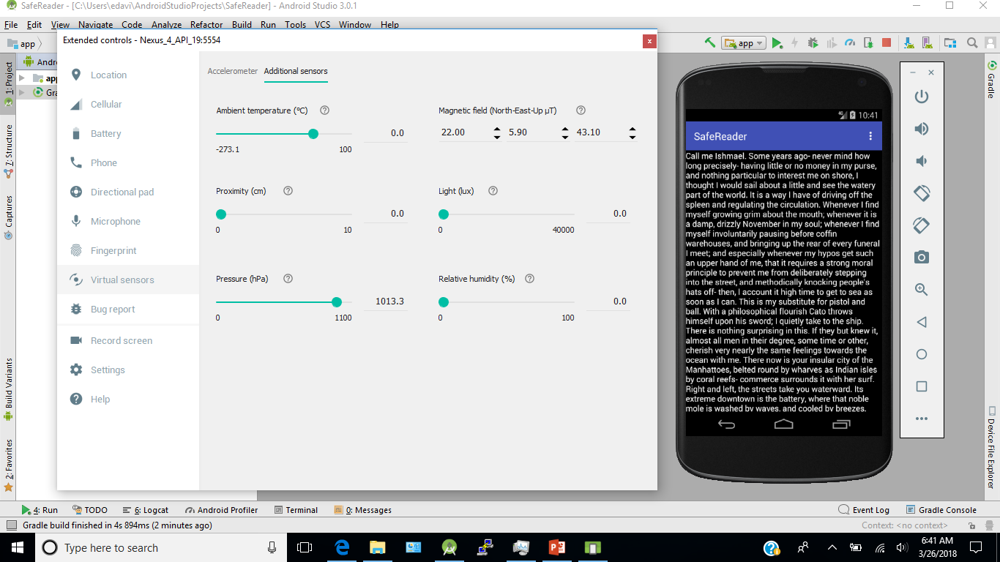 SafeReader - [C:\Users\edavi\AndroidStudioProjects\SafeReader] - Android Studio 3.0.1
File Edit View Navigate Code Analyze Refactor Build Run Tools VCS Window Help
app
app
Extended controls - Nexus_4_API_19:5554
1: Project
7: Structure
Captures
Build Variants
2: Favorites
Andro
app
Gra
Location
Cellular
Battery
Phone
Directional pad
Microphone
Fingerprint
Virtual sensors
Bug report
Record screen
Settings
Help
Accelerometer Additional sensors
Ambient temperature (°C)
0.0
-273.1 100
Magnetic field (North-East-Up µT)
22.00 5.90 43.10
Proximity (cm)
0.0
0 10
Light (lux)
0.0
0 40000
Pressure (hPa)
1013.3
0 1100
Relative humidity (%)
0.0
0 100
4G 10:41
SafeReader
Call me Ishmael. Some years ago- never mind how
long precisely- having little or no money in my purse,
and nothing particular to interest me on shore, I
thought I would sail about a little and see the watery
part of the world. It is a way I have of driving off the
spleen and regulating the circulation. Whenever I find
myself growing grim about the mouth; whenever it is
a damp, drizzly November in my soul; whenever I find
myself involuntarily pausing before coffin
warehouses, and bringing up the rear of every funeral
I meet; and especially whenever my hypos get such
an upper hand of me, that it requires a strong moral
principle to prevent me from deliberately stepping
into the street, and methodically knocking people's
hats off- then, I account it high time to get to sea as
soon as I can. This is my substitute for pistol and
ball. With a philosophical flourish Cato throws
himself upon his sword; I quietly take to the ship.
There is nothing surprising in this. If they but knew it,
almost all men in their degree, some time or other,
cherish very nearly the same feelings towards the
ocean with me. There now is your insular city of the
Manhattoes, belted round by wharves as Indian isles
by coral reefs- commerce surrounds it with her surf.
Right and left, the streets take you waterward. Its
extreme downtown is the battery, where that noble
mole is washed by waves, and cooled by breezes,
Gradle
Device File Explorer
4: Run TODO 6: Logcat Android Profiler Terminal 0: Messages Event Log Gradle Console
Gradle build finished in 4s 894ms (2 minutes ago) Context: <no context>
Type here to search
6:41 AM
3/26/2018